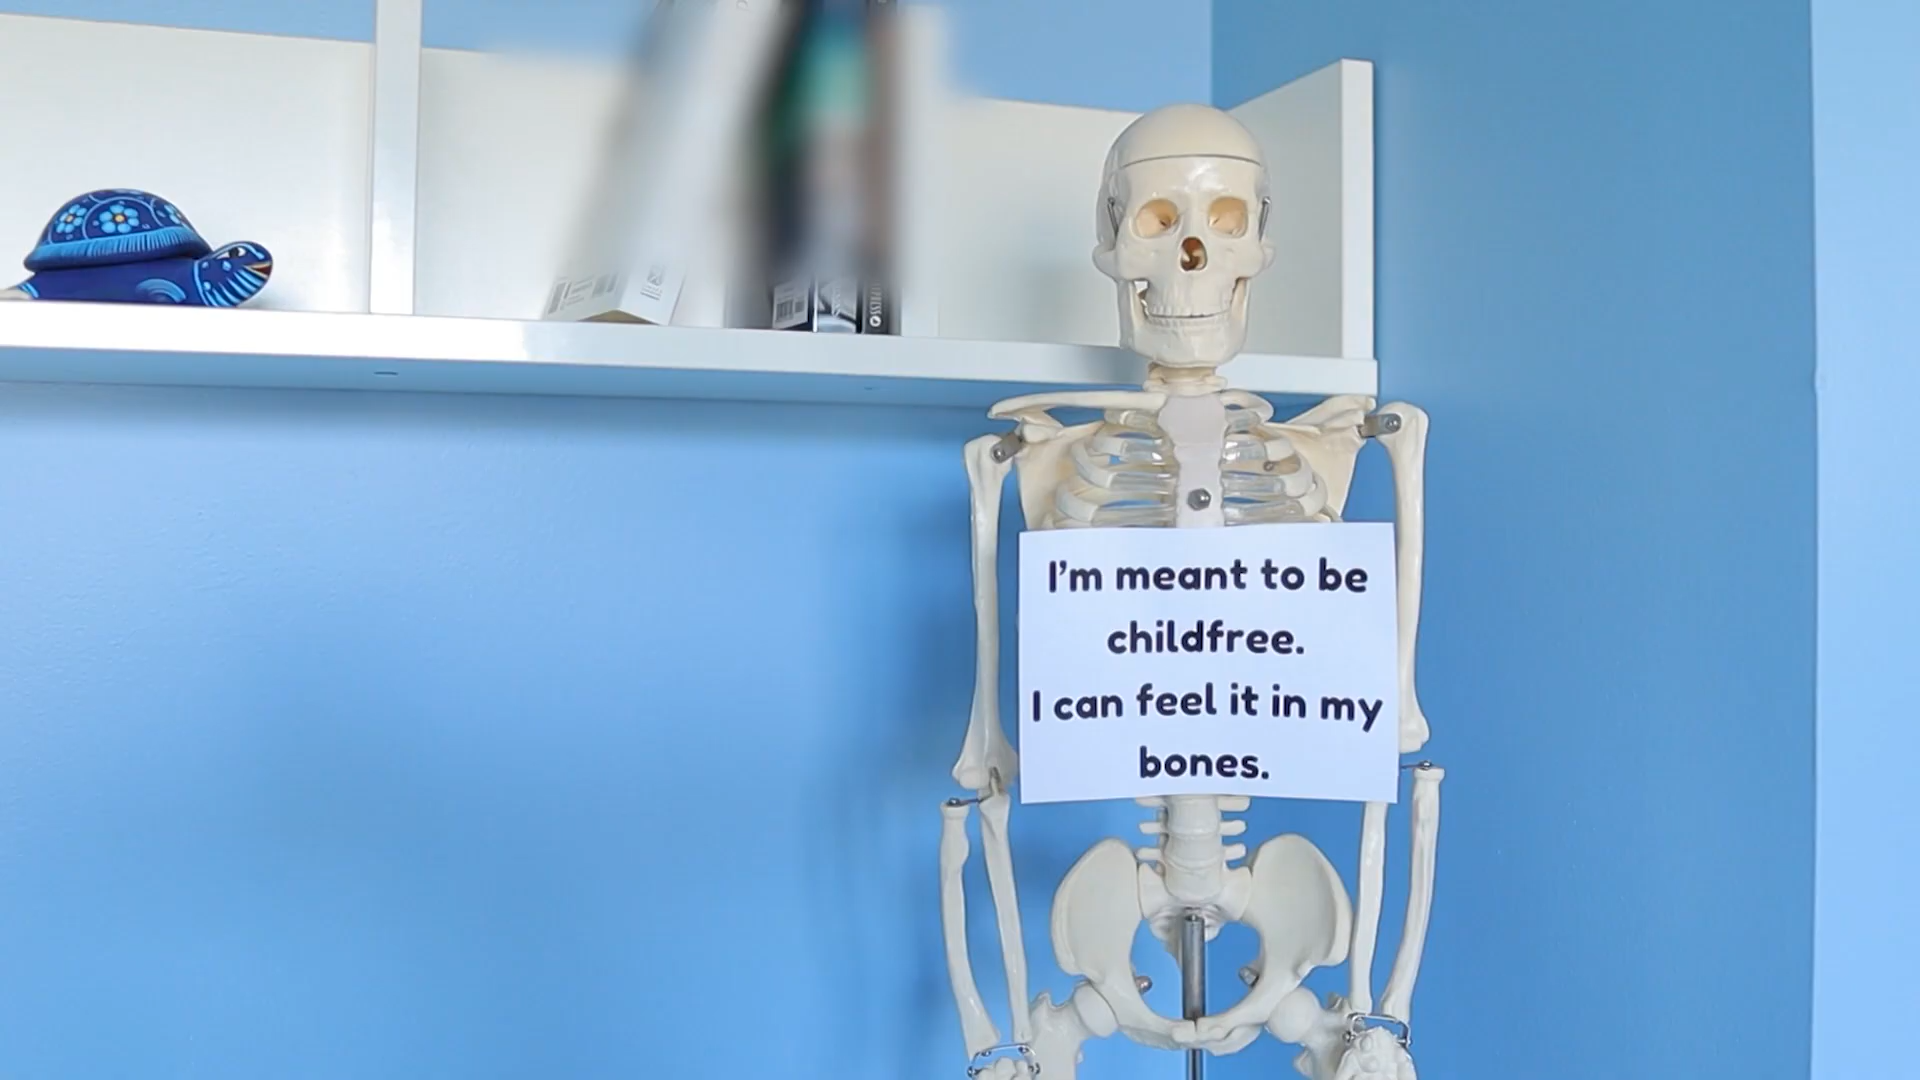 I'm meant to be
childfree.
I can feel it in my
bones.